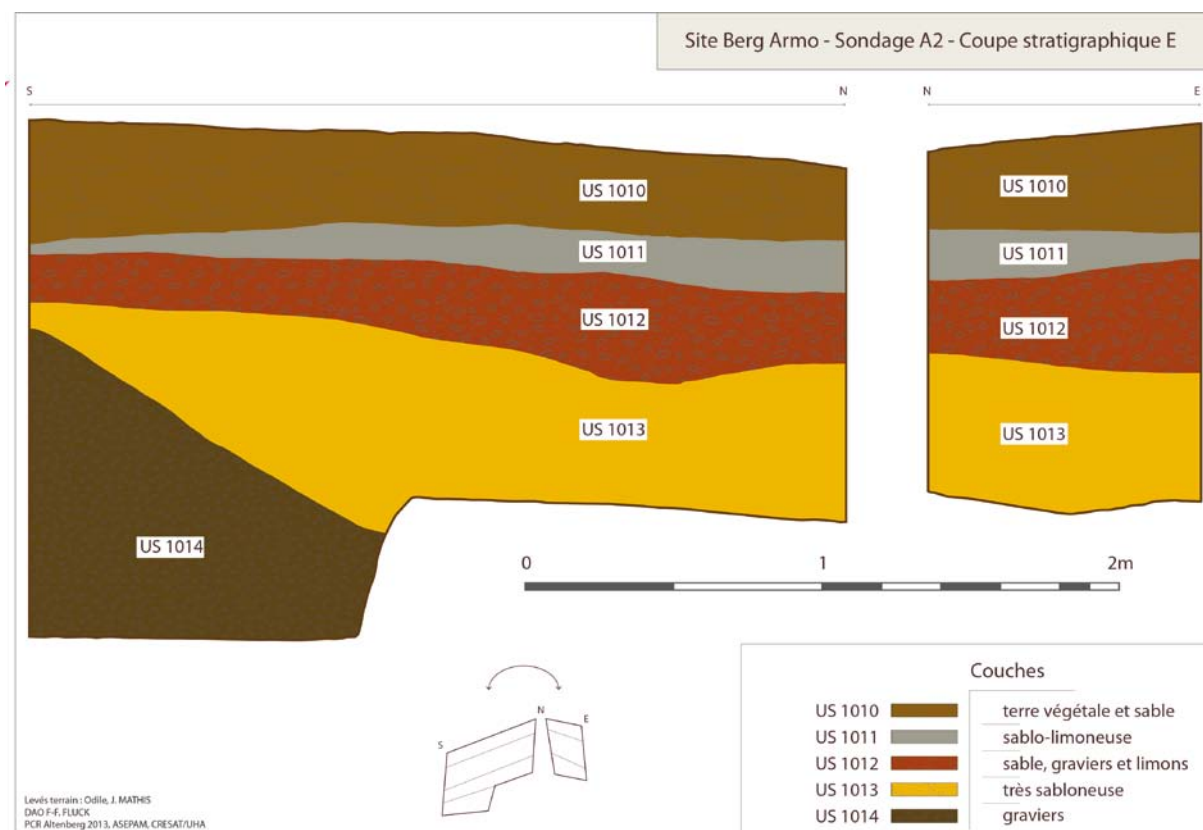 Site Berg Armo - Sondage A2 - Coupe stratigraphique E
S N N E
US 1010 US 1010
US 1011 US 1011
US 1012 US 1012
US 1013 US 1013
US 1014
0 1 2m
Couches
US 1010 terre végétale et sable
US 1011 sablo-limoneuse
US 1012 sable, graviers et limons
US 1013 très sabloneuse
US 1014 graviers
N
E
S
Levés terrain : Odile, J. MATHIS
DAO F-F. FLUCK
PCR Altenberg 2013, ASEPAM, CRESAT/UHA